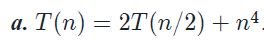 a. T(n) = 2T(n/2) + n⁴.